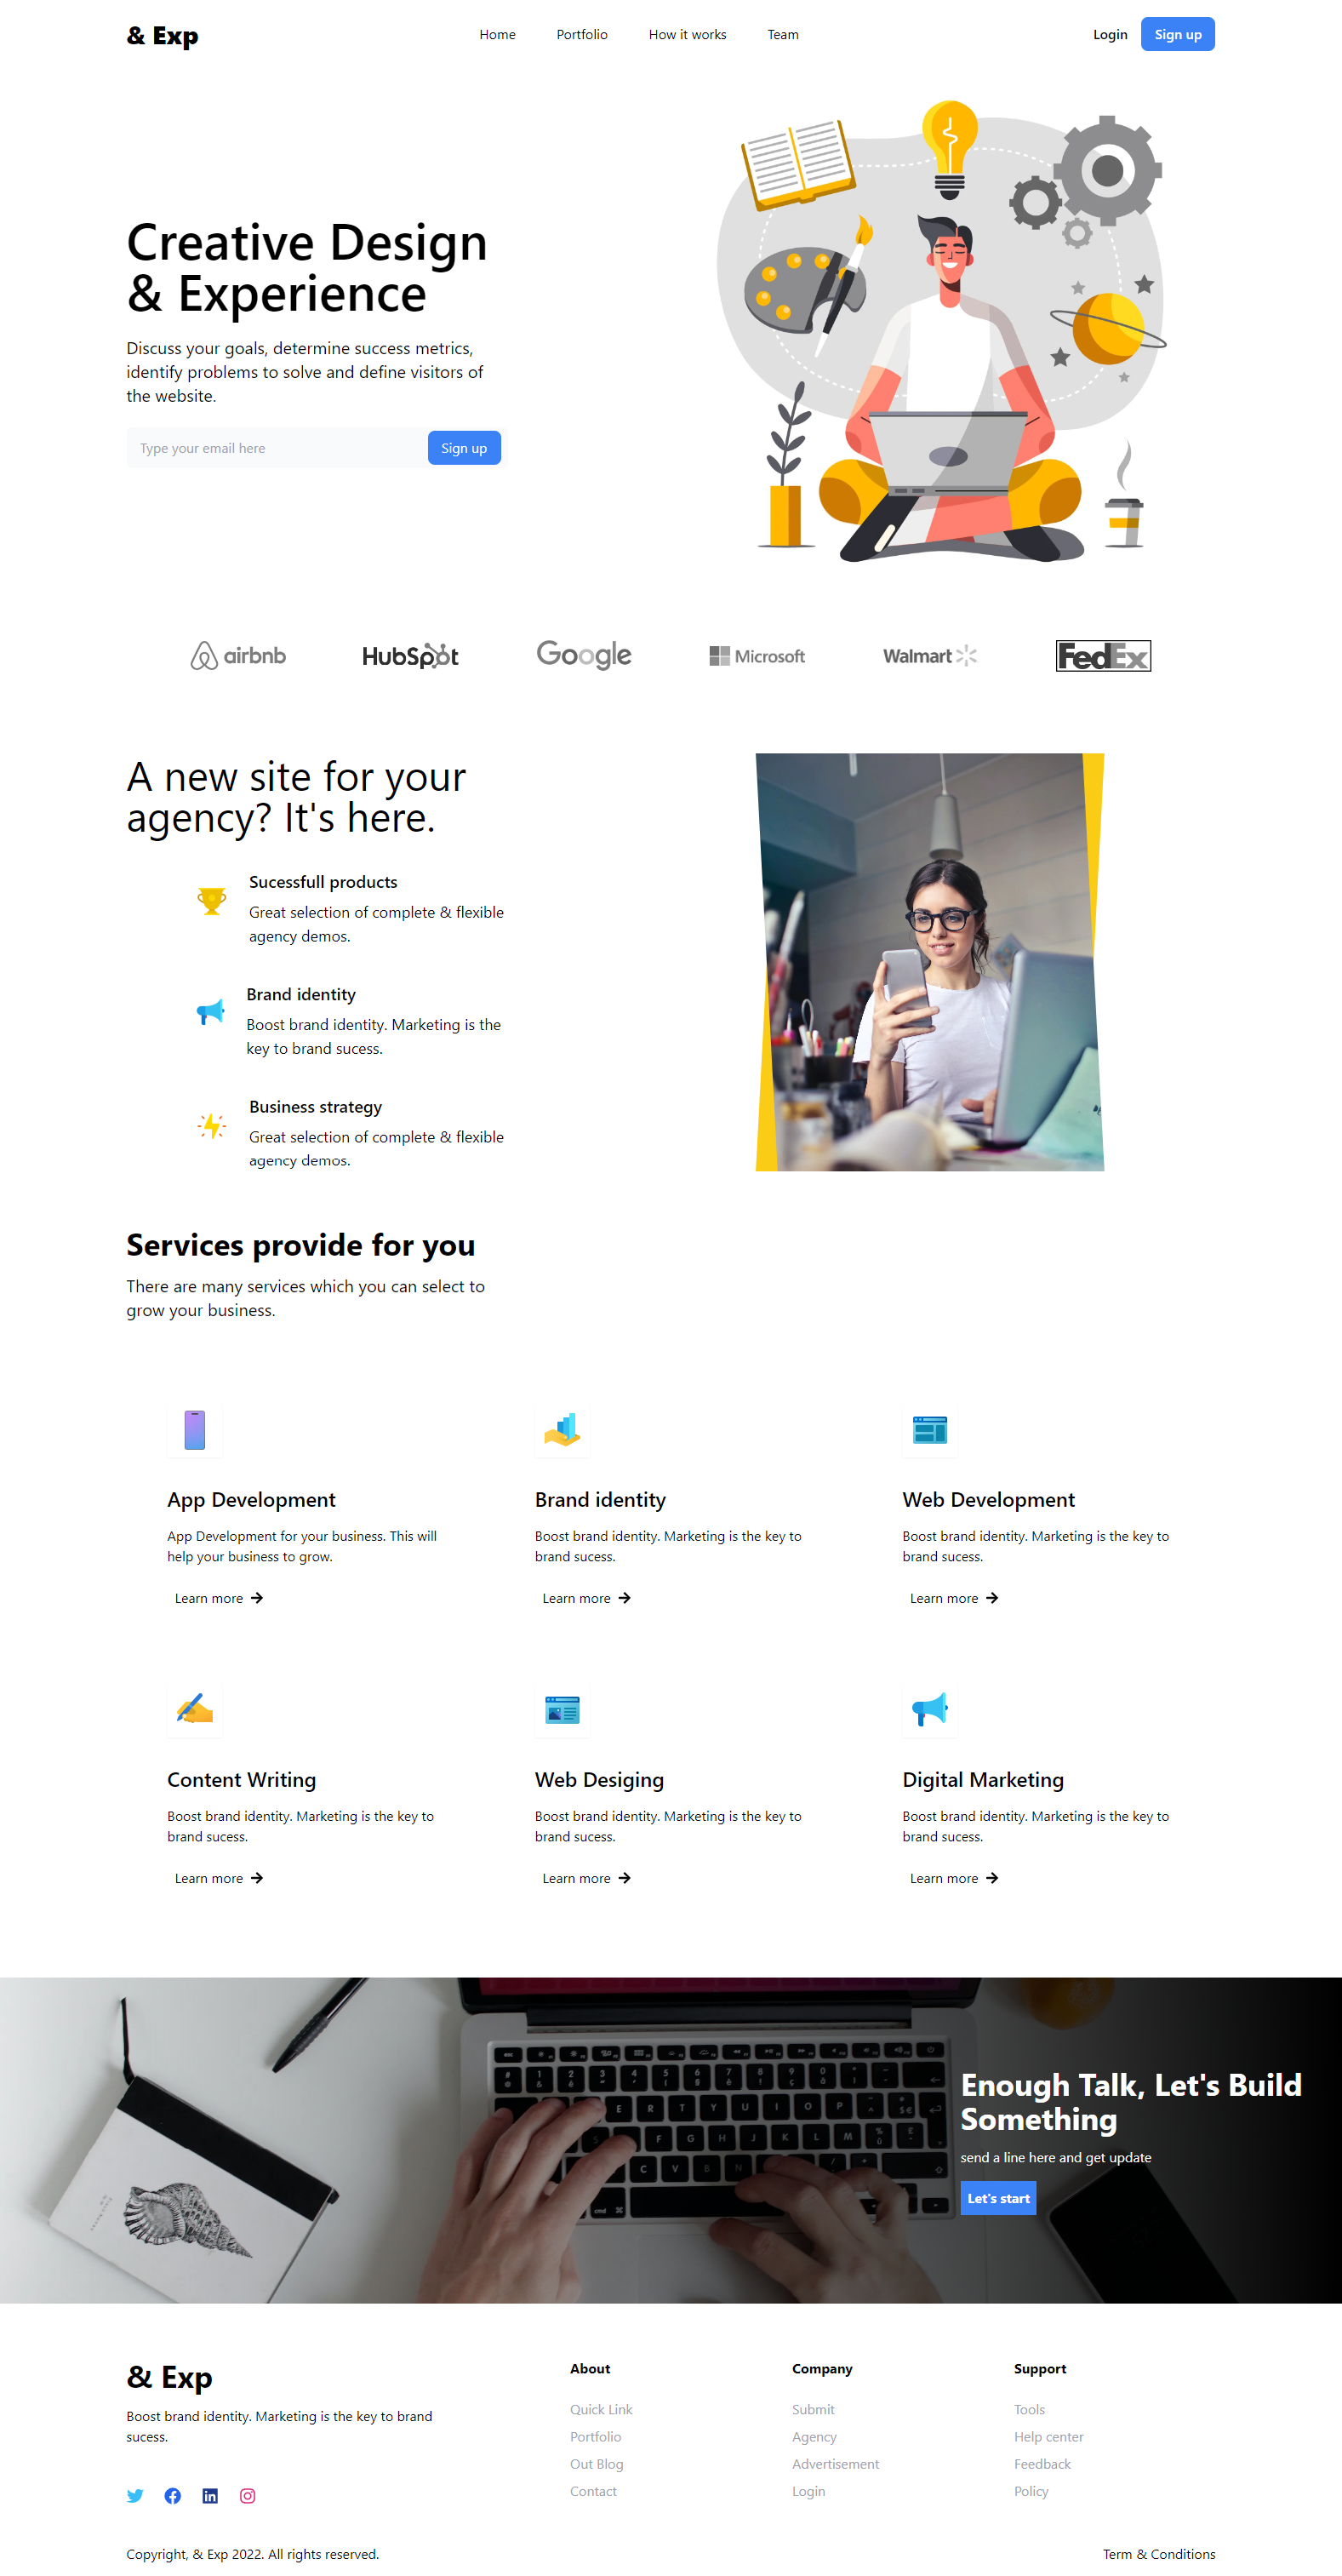 & Exp
Home
Portfolio
How it works
Team
Login
Sign up
Creative Design
& Experience
Discuss your goals, determine success metrics,
identify problems to solve and define visitors of
the website.
Type your email here
Sign up
airbnb
HubSpot
Google
Microsoft
Walmart
FedEx
A new site for your
agency? It's here.
Sucessfull products
Great selection of complete & flexible
agency demos.
Brand identity
Boost brand identity. Marketing is the
key to brand sucess.
Business strategy
Great selection of complete & flexible
agency demos.
Services provide for you
There are many services which you can select to
grow your business.
App Development
App Development for your business. This will
help your business to grow.
Learn more
Brand identity
Boost brand identity. Marketing is the key to
brand sucess.
Learn more
Web Development
Boost brand identity. Marketing is the key to
brand sucess.
Learn more
Content Writing
Boost brand identity. Marketing is the key to
brand sucess.
Learn more
Web Desiging
Boost brand identity. Marketing is the key to
brand sucess.
Learn more
Digital Marketing
Boost brand identity. Marketing is the key to
brand sucess.
Learn more
Enough Talk, Let's Build
Something
send a line here and get update
Let's start
& Exp
Boost brand identity. Marketing is the key to brand
sucess.
About
Quick Link
Portfolio
Out Blog
Contact
Company
Submit
Agency
Advertisement
Login
Support
Tools
Help center
Feedback
Policy
Copyright, & Exp 2022. All rights reserved.
Term & Conditions